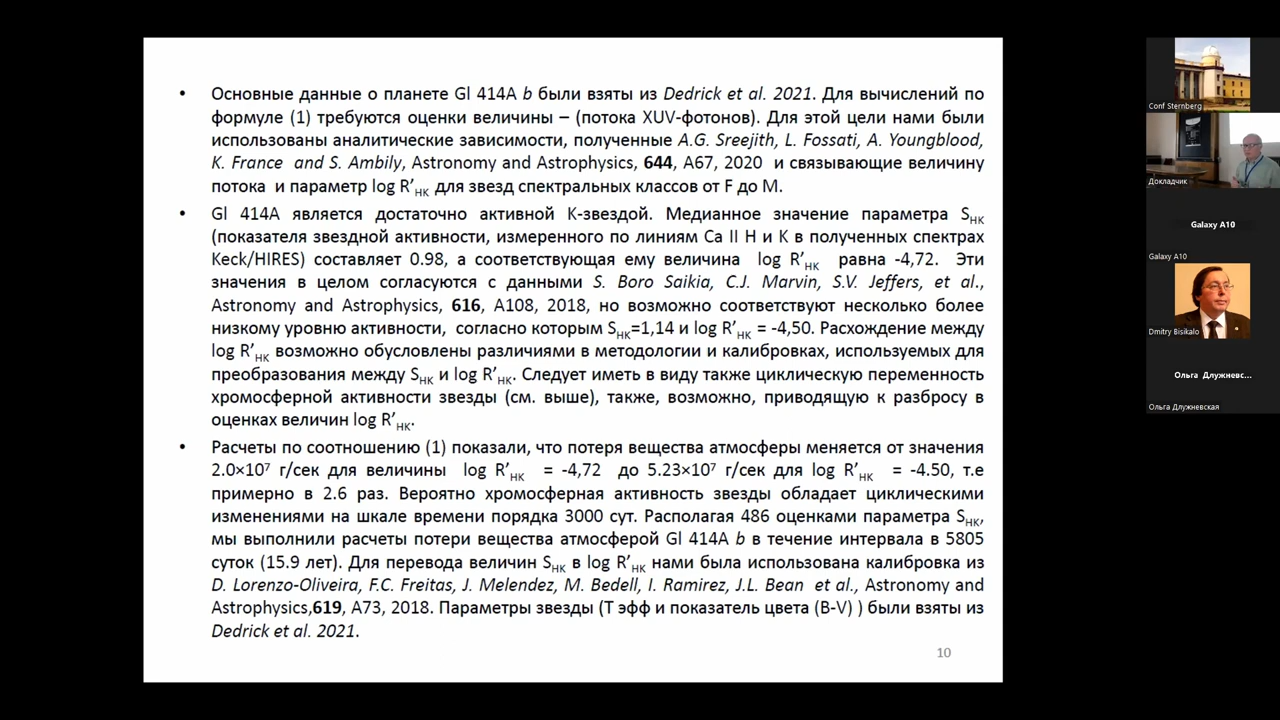 • Основные данные о планете Gl 414A b были взяты из Dedrick et al. 2021. Для вычислений по
формуле (1) требуются оценки величины – (потока XUV-фотонов). Для этой цели нами были
использованы аналитические зависимости, полученные A.G. Sreejith, L. Fossati, A. Youngblood,
K. France and S. Ambily, Astronomy and Astrophysics, 644, A67, 2020 и связывающие величину
потока и параметр log R’HK для звезд спектральных классов от F до M.
• Gl 414A является достаточно активной К-звездой. Медианное значение параметра SHK
(показателя звездной активности, измеренного по линиям Ca II H и K в полученных спектрах
Keck/HIRES) составляет 0.98, а соответствующая ему величина log R’HK равна -4,72. Эти
значения в целом согласуются с данными S. Boro Saikia, C.J. Marvin, S.V. Jeffers, et al.,
Astronomy and Astrophysics, 616, A108, 2018, но возможно соответствуют несколько более
низкому уровню активности, согласно которым SHK=1,14 и log R’HK = -4,50. Расхождение между
log R’HK возможно обусловлены различиями в методологии и калибровках, используемых для
преобразования между SHK и log R’HK. Следует иметь в виду также циклическую переменность
хромосферной активности звезды (см. выше), также, возможно, приводящую к разбросу в
оценках величин log R’HK.
• Расчеты по соотношению (1) показали, что потеря вещества атмосферы меняется от значения
2.0×10⁷ г/сек для величины log R’HK = -4,72 до 5.23×10⁷ г/сек для log R’HK = -4.50, т.е
примерно в 2.6 раз. Вероятно хромосферная активность звезды обладает циклическими
изменениями на шкале времени порядка 3000 сут. Располагая 486 оценками параметра SHK,
мы выполнили расчеты потери вещества атмосферой Gl 414A b в течение интервала в 5805
суток (15.9 лет). Для перевода величин SHK в log R’HK нами была использована калибровка из
D. Lorenzo-Oliveira, F.C. Freitas, J. Melendez, M. Bedell, I. Ramirez, J.L. Bean et al., Astronomy and
Astrophysics,619, A73, 2018. Параметры звезды (T эфф и показатель цвета (B-V) ) были взяты из
Dedrick et al. 2021.
10
Conf Sternberg
Докладчик
Galaxy A10
Galaxy A10
Dmitry Bisikalo
Ольга Длужневс...
Ольга Длужневская